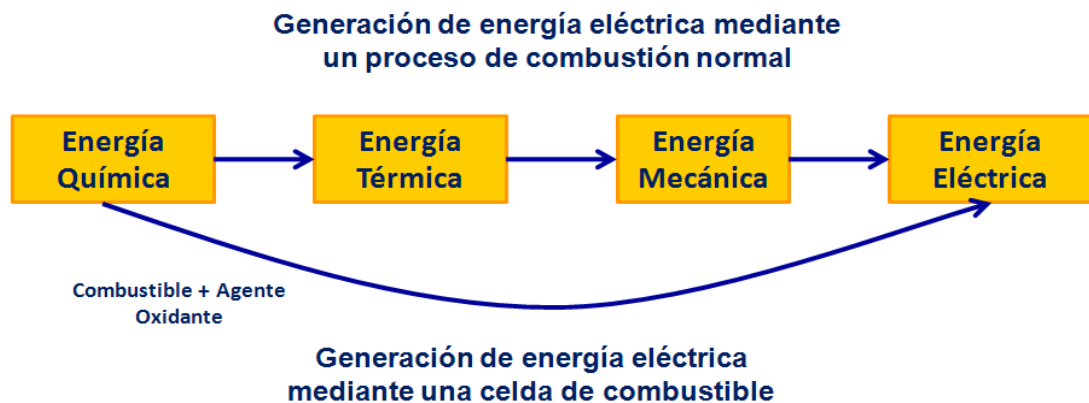 Generación de energía eléctrica mediante
un proceso de combustión normal
Energía
Química
Energía
Térmica
Energía
Mecánica
Energía
Eléctrica
Combustible + Agente
Oxidante
Generación de energía eléctrica
mediante una celda de combustible